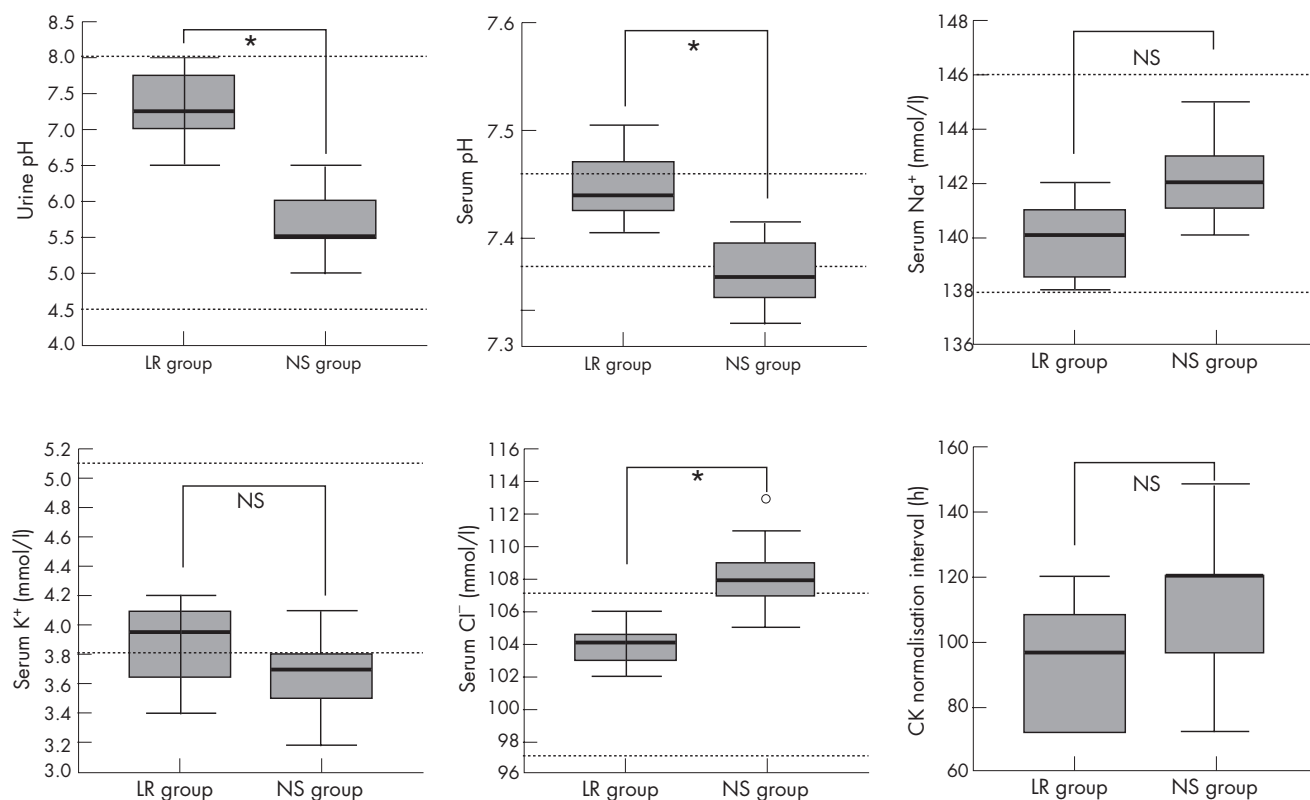 Urine pH
8.5
8.0
7.5
7.0
6.5
6.0
5.5
5.0
4.5
4.0
*
LR group
NS group
Serum pH
7.6
7.5
7.4
7.3
*
LR group
NS group
Serum Na+ (mmol/l)
148
146
144
142
140
138
136
NS
LR group
NS group
Serum K+ (mmol/l)
5.2
5.0
4.8
4.6
4.4
4.2
4.0
3.8
3.6
3.4
3.2
3.0
NS
LR group
NS group
Serum Cl− (mmol/l)
116
114
112
110
108
106
104
102
100
98
96
97
*
LR group
NS group
CK normalisation interval (h)
160
140
120
100
80
60
NS
LR group
NS group